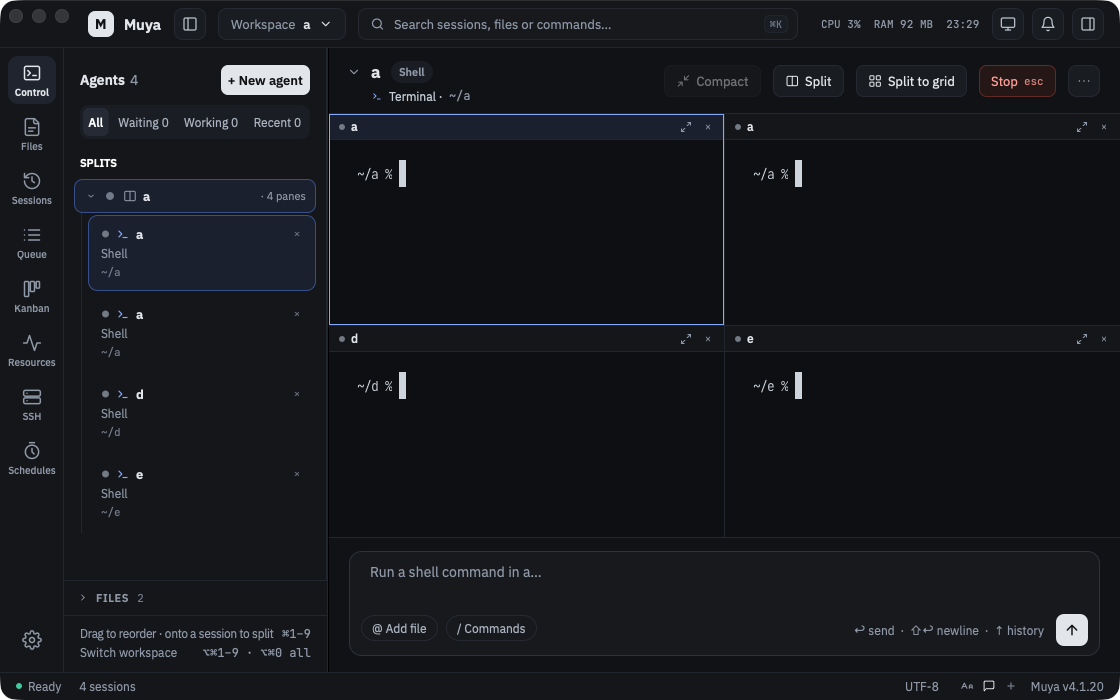 M Muya Workspace a Search sessions, files or commands... ⌘K CPU 3% RAM 92 MB 23:29
Control
Files
Sessions
Queue
Kanban
Resources
SSH
Schedules
Agents 4 + New agent
All Waiting 0 Working 0 Recent 0
SPLITS
a · 4 panes
a ×
Shell
~/a
a ×
Shell
~/a
d ×
Shell
~/d
e ×
Shell
~/e
FILES 2
Drag to reorder · onto a session to split ⌘1–9
Switch workspace ⌥⌘1–9 · ⌥⌘0 all
a Shell
Terminal · ~/a
Compact Split Split to grid Stop esc ···
a ×
~/a %
a ×
~/a %
d ×
~/d %
e ×
~/e %
Run a shell command in a...
@ Add file / Commands ↩ send · ⇧↩ newline · ↑ history
Ready 4 sessions UTF-8 AA + Muya v4.1.20